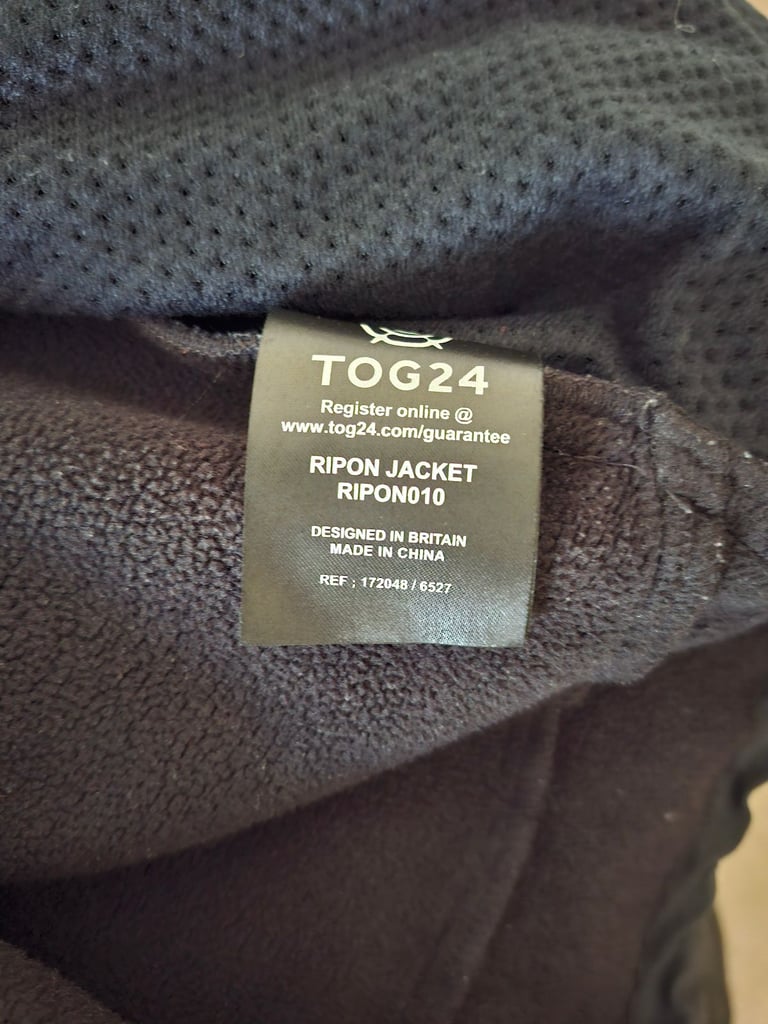 TOG24
Register online @
www.tog24.com/guarantee
RIPON JACKET
RIPON010
DESIGNED IN BRITAIN
MADE IN CHINA
REF ; 172048 / 6527